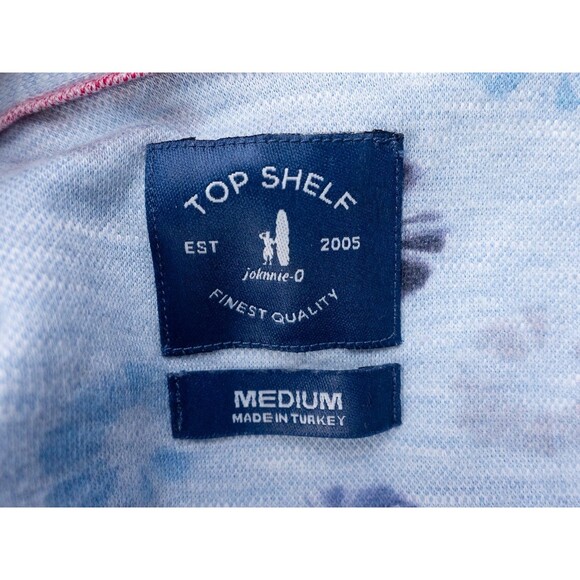 TOP SHELF
EST 2005
johnnie-O
FINEST QUALITY
MEDIUM
MADE IN TURKEY